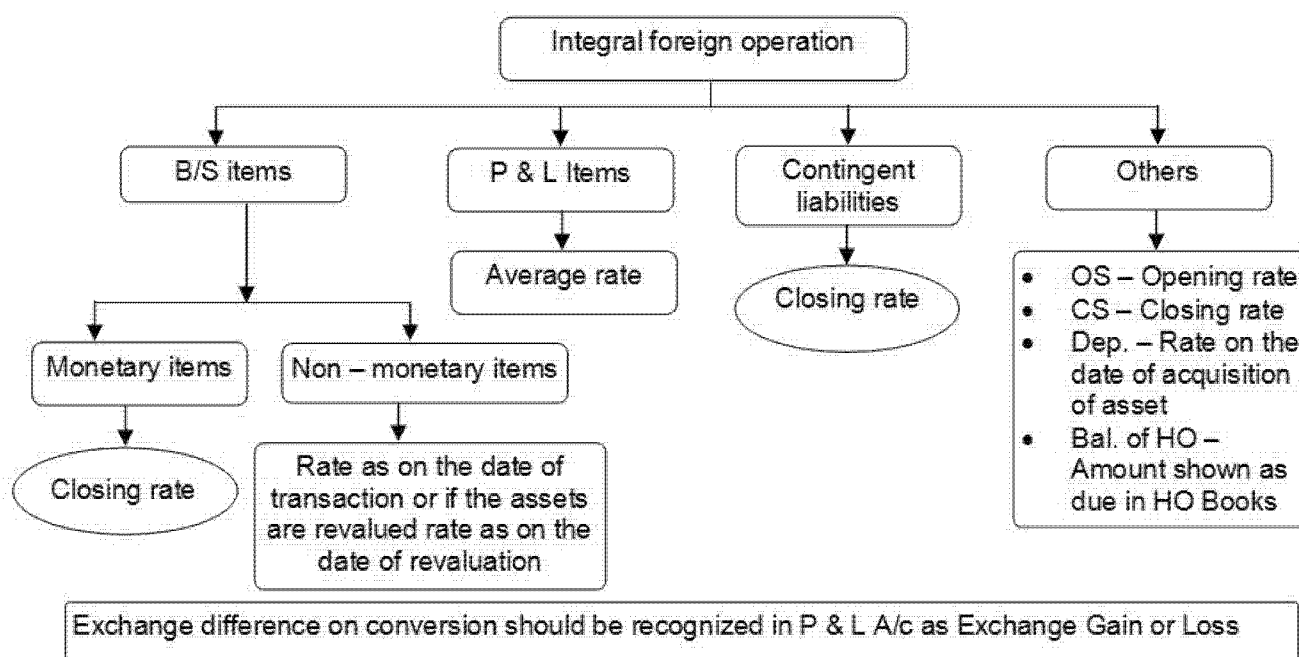 Integral foreign operation
B/S items
P & L Items
Contingent
liabilities
Others
Average rate
Closing rate
• OS – Opening rate
• CS – Closing rate
• Dep. – Rate on the
date of acquisition
of asset
• Bal. of HO –
Amount shown as
due in HO Books
Monetary items
Non – monetary items
Closing rate
Rate as on the date of
transaction or if the assets
are revalued rate as on the
date of revaluation
Exchange difference on conversion should be recognized in P & L A/c as Exchange Gain or Loss